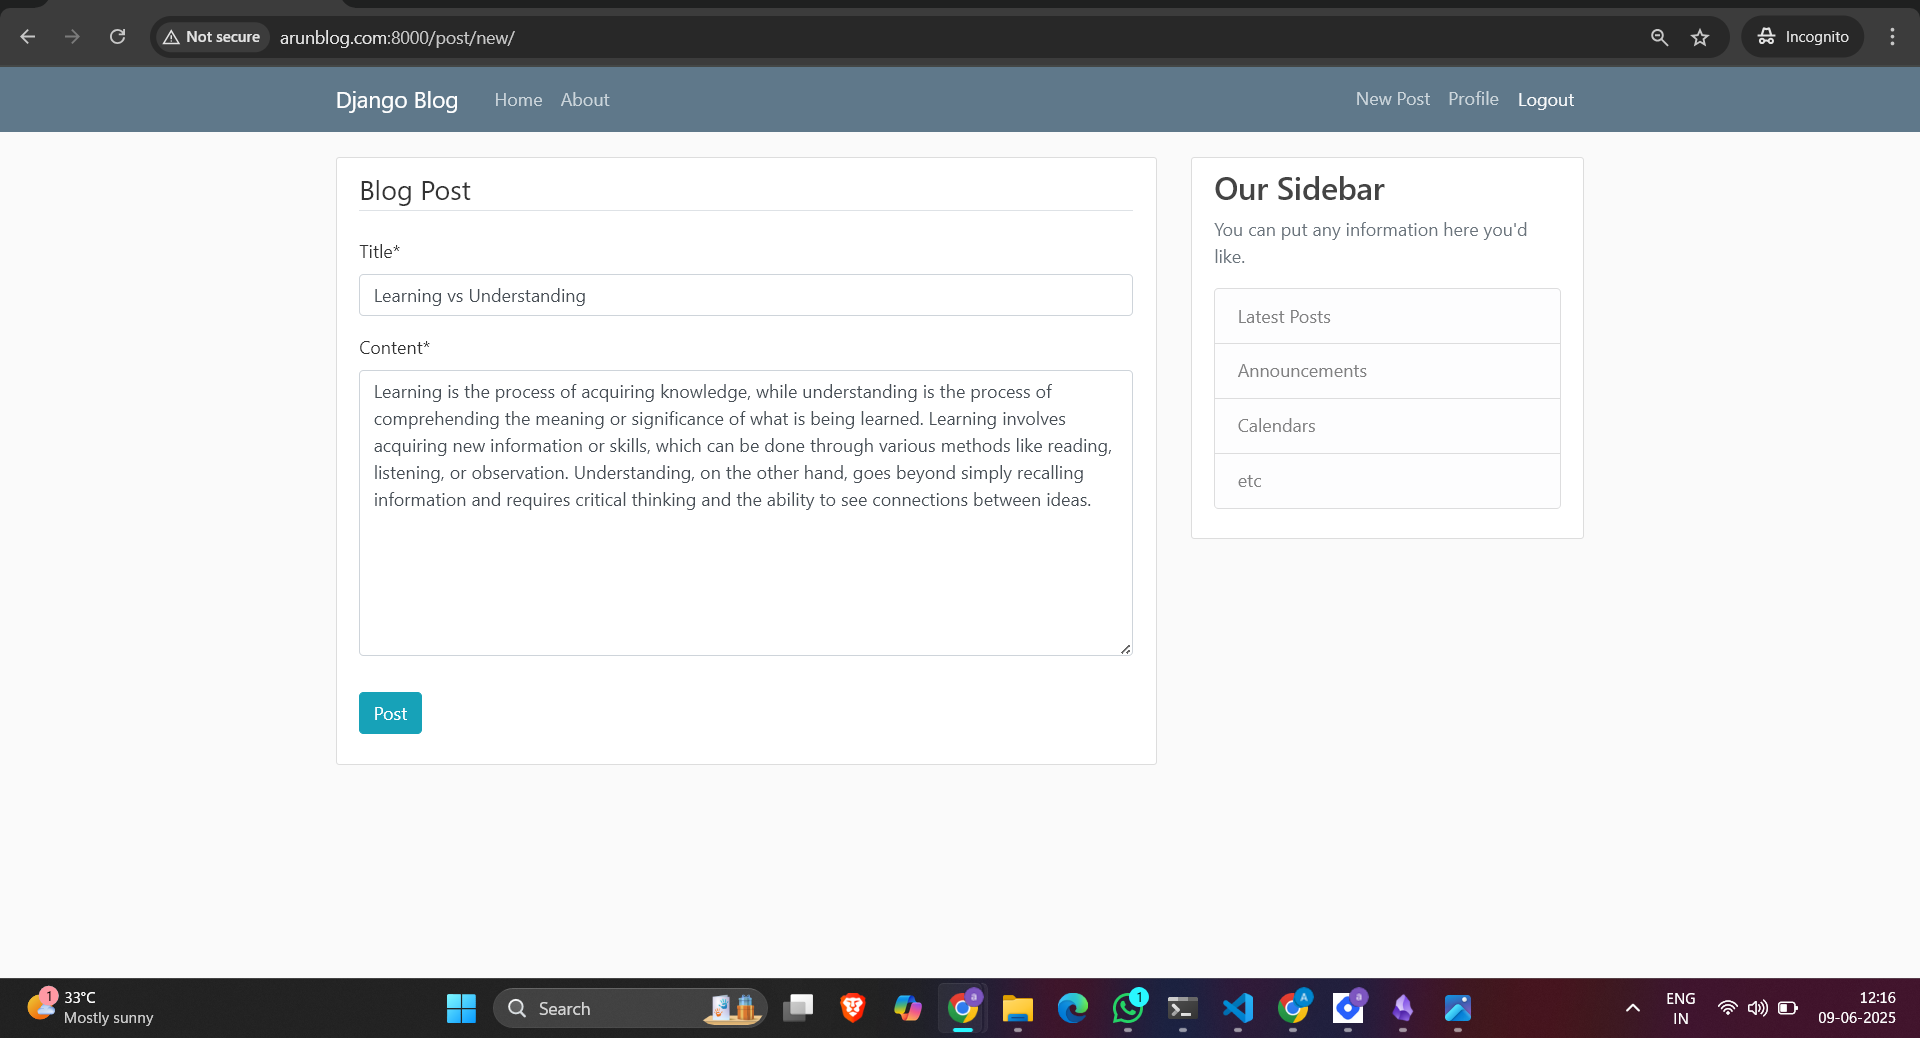 Not secure
arunblog.com:8000/post/new/
Incognito
Django Blog
Home
About
New Post
Profile
Logout
Blog Post
Title*
Learning vs Understanding
Content*
Learning is the process of acquiring knowledge, while understanding is the process of
comprehending the meaning or significance of what is being learned. Learning involves
acquiring new information or skills, which can be done through various methods like reading,
listening, or observation. Understanding, on the other hand, goes beyond simply recalling
information and requires critical thinking and the ability to see connections between ideas.
Post
Our Sidebar
You can put any information here you'd
like.
Latest Posts
Announcements
Calendars
etc
1
33°C
Mostly sunny
Search
a
1
A
a
ENG
IN
12:16
09-06-2025